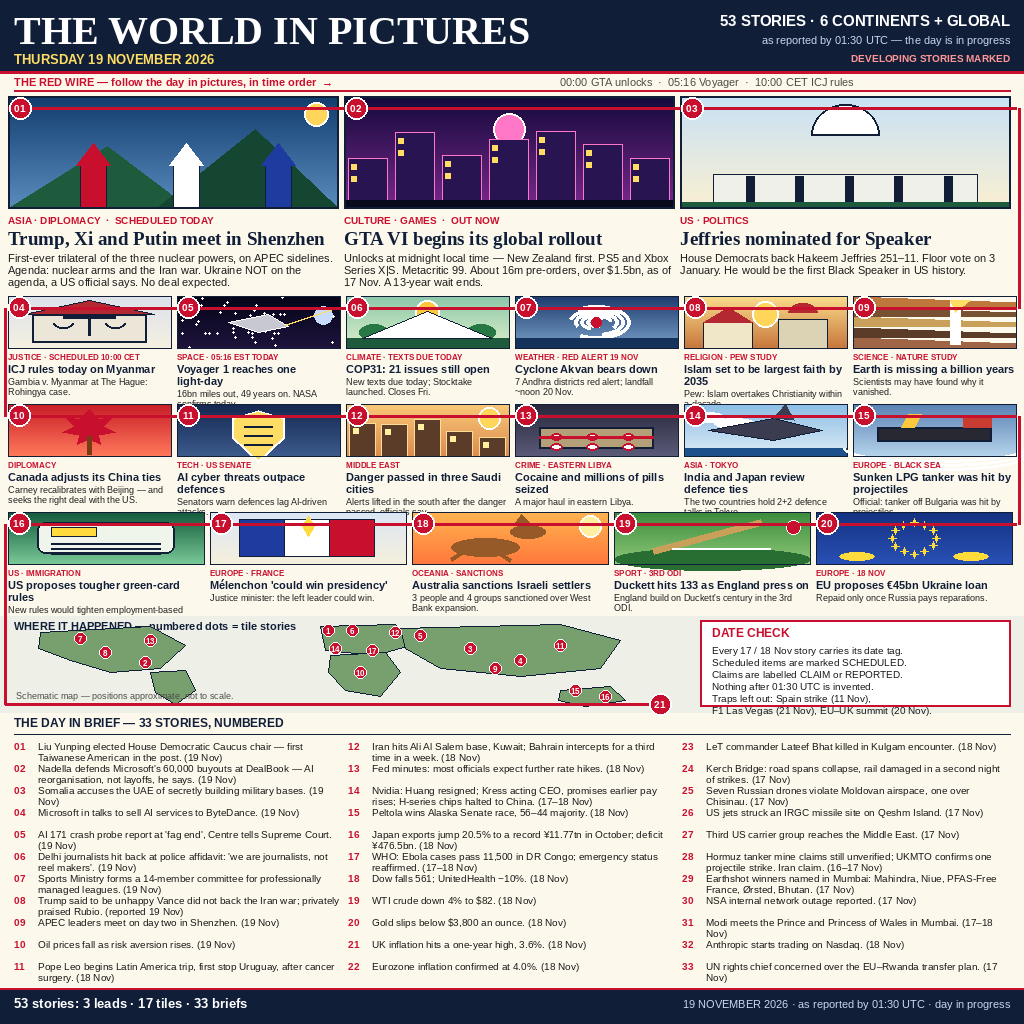 THE WORLD IN PICTURES
THURSDAY 19 NOVEMBER 2026
53 STORIES · 6 CONTINENTS + GLOBAL
as reported by 01:30 UTC — the day is in progress
DEVELOPING STORIES MARKED
THE RED WIRE — follow the day in pictures, in time order →
00:00 GTA unlocks · 05:16 Voyager · 10:00 CET ICJ rules
01
02
03
ASIA · DIPLOMACY · SCHEDULED TODAY
Trump, Xi and Putin meet in Shenzhen
First-ever trilateral of the three nuclear powers, on APEC sidelines.
Agenda: nuclear arms and the Iran war. Ukraine NOT on the
agenda, a US official says. No deal expected.
CULTURE · GAMES · OUT NOW
GTA VI begins its global rollout
Unlocks at midnight local time — New Zealand first. PS5 and Xbox
Series X|S. Metacritic 99. About 16m pre-orders, over $1.5bn, as of
17 Nov. A 13-year wait ends.
US · POLITICS
Jeffries nominated for Speaker
House Democrats back Hakeem Jeffries 251–11. Floor vote on 3
January. He would be the first Black Speaker in US history.
04
05
06
07
08
09
JUSTICE · SCHEDULED 10:00 CET
ICJ rules today on Myanmar
Gambia v. Myanmar at The Hague:
Rohingya case.
SPACE · 05:16 EST TODAY
Voyager 1 reaches one
light-day
16bn miles out, 49 years on. NASA
confirms today.
CLIMATE · TEXTS DUE TODAY
COP31: 21 issues still open
New texts due today; Stocktake
launched. Closes Fri.
WEATHER · RED ALERT 19 NOV
Cyclone Akvan bears down
7 Andhra districts red alert; landfall
~noon 20 Nov.
RELIGION · PEW STUDY
Islam set to be largest faith by
2035
Pew: Islam overtakes Christianity within
a decade.
SCIENCE · NATURE STUDY
Earth is missing a billion years
Scientists may have found why it
vanished.
10
11
12
13
14
15
DIPLOMACY
Canada adjusts its China ties
Carney recalibrates with Beijing — and
seeks the right deal with the US.
TECH · US SENATE
AI cyber threats outpace
defences
Senators warn defences lag AI-driven
attacks.
MIDDLE EAST
Danger passed in three Saudi
cities
Alerts lifted in the south after the danger
passed, officials say.
CRIME · EASTERN LIBYA
Cocaine and millions of pills
seized
A major haul in eastern Libya.
ASIA · TOKYO
India and Japan review
defence ties
The two countries hold 2+2 defence
talks in Tokyo.
EUROPE · BLACK SEA
Sunken LPG tanker was hit by
projectiles
Official: tanker off Bulgaria was hit by
projectiles.
16
17
18
19
20
US · IMMIGRATION
US proposes tougher green-card
rules
New rules would tighten employment-based
EUROPE · FRANCE
Mélenchon 'could win presidency'
Justice minister: the left leader could win.
OCEANIA · SANCTIONS
Australia sanctions Israeli settlers
3 people and 4 groups sanctioned over West
Bank expansion.
SPORT · 3RD ODI
Duckett hits 133 as England press on
England build on Duckett's century in the 3rd
ODI.
EUROPE · 18 NOV
EU proposes €45bn Ukraine loan
Repaid only once Russia pays reparations.
WHERE IT HAPPENED — numbered dots = tile stories
7
8
13
2
1
6
12
5
14
17
10
3
9
4
11
15
16
Schematic map — positions approximate, not to scale.
21
DATE CHECK
Every 17 / 18 Nov story carries its date tag.
Scheduled items are marked SCHEDULED.
Claims are labelled CLAIM or REPORTED.
Nothing after 01:30 UTC is invented.
Traps left out: Spain strike (11 Nov),
F1 Las Vegas (21 Nov), EU–UK summit (20 Nov).
THE DAY IN BRIEF — 33 STORIES, NUMBERED
01 Liu Yunping elected House Democratic Caucus chair — first
Taiwanese American in the post. (19 Nov)
02 Nadella defends Microsoft's 60,000 buyouts at DealBook — AI
reorganisation, not layoffs, he says. (19 Nov)
03 Somalia accuses the UAE of secretly building military bases. (19
Nov)
04 Microsoft in talks to sell AI services to ByteDance. (19 Nov)
05 AI 171 crash probe report at 'fag end', Centre tells Supreme Court.
(19 Nov)
06 Delhi journalists hit back at police affidavit: 'we are journalists, not
reel makers'. (19 Nov)
07 Sports Ministry forms a 14-member committee for professionally
managed leagues. (19 Nov)
08 Trump said to be unhappy Vance did not back the Iran war; privately
praised Rubio. (reported 19 Nov)
09 APEC leaders meet on day two in Shenzhen. (19 Nov)
10 Oil prices fall as risk aversion rises. (19 Nov)
11 Pope Leo begins Latin America trip, first stop Uruguay, after cancer
surgery. (18 Nov)
12 Iran hits Ali Al Salem base, Kuwait; Bahrain intercepts for a third
time in a week. (18 Nov)
13 Fed minutes: most officials expect further rate hikes. (18 Nov)
14 Nvidia: Huang resigned; Kress acting CEO, promises earlier pay
rises; H-series chips halted to China. (17–18 Nov)
15 Peltola wins Alaska Senate race, 56–44 majority. (18 Nov)
16 Japan exports jump 20.5% to a record ¥11.77tn in October; deficit
¥476.5bn. (18 Nov)
17 WHO: Ebola cases pass 11,500 in DR Congo; emergency status
reaffirmed. (17–18 Nov)
18 Dow falls 561; UnitedHealth −10%. (18 Nov)
19 WTI crude down 4% to $82. (18 Nov)
20 Gold slips below $3,800 an ounce. (18 Nov)
21 UK inflation hits a one-year high, 3.6%. (18 Nov)
22 Eurozone inflation confirmed at 4.0%. (18 Nov)
23 LeT commander Lateef Bhat killed in Kulgam encounter. (18 Nov)
24 Kerch Bridge: road spans collapse, rail damaged in a second night
of strikes. (17 Nov)
25 Seven Russian drones violate Moldovan airspace, one over
Chisinau. (17 Nov)
26 US jets struck an IRGC missile site on Qeshm Island. (17 Nov)
27 Third US carrier group reaches the Middle East. (17 Nov)
28 Hormuz tanker mine claims still unverified; UKMTO confirms one
projectile strike. Iran claim. (16–17 Nov)
29 Earthshot winners named in Mumbai: Mahindra, Niue, PFAS-Free
France, Ørsted, Bhutan. (17 Nov)
30 NSA internal network outage reported. (17 Nov)
31 Modi meets the Prince and Princess of Wales in Mumbai. (17–18
Nov)
32 Anthropic starts trading on Nasdaq. (18 Nov)
33 UN rights chief concerned over the EU–Rwanda transfer plan. (17
Nov)
53 stories: 3 leads · 17 tiles · 33 briefs
19 NOVEMBER 2026 · as reported by 01:30 UTC · day in progress